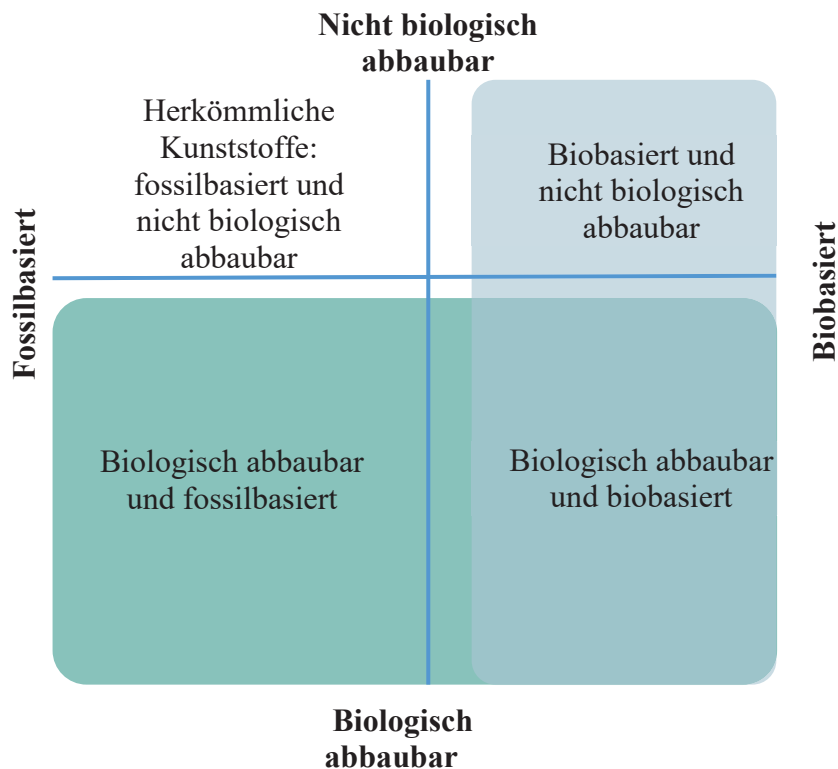 Nicht biologisch
abbaubar
Herkömmliche
Kunststoffe:
fossilbasiert und
nicht biologisch
abbaubar
Biobasiert und
nicht biologisch
abbaubar
Fossilbasiert
Biobasiert
Biologisch abbaubar
und fossilbasiert
Biologisch abbaubar
und biobasiert
Biologisch
abbaubar